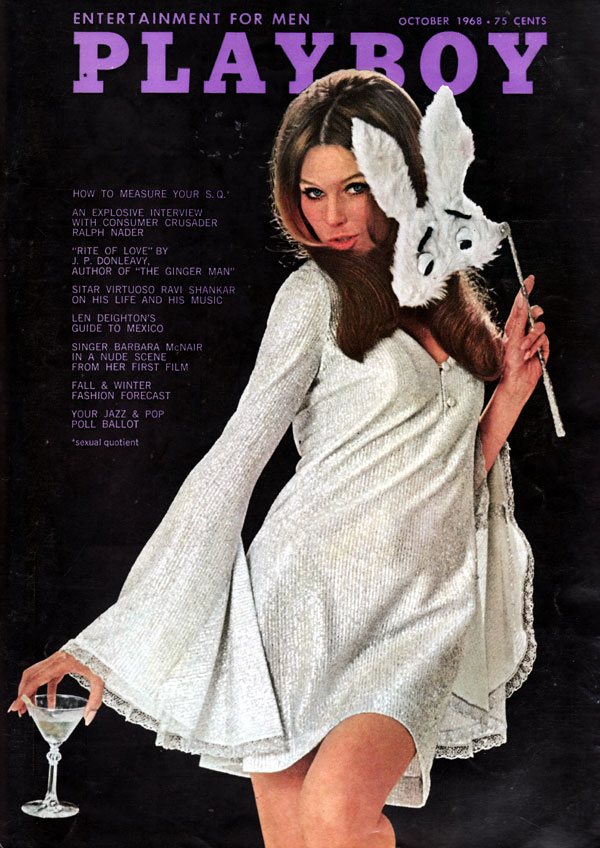 ENTERTAINMENT FOR MEN
OCTOBER 1968 • 75 CENTS
PLAYBOY
HOW TO MEASURE YOUR S. Q.*
AN EXPLOSIVE INTERVIEW
WITH CONSUMER CRUSADER
RALPH NADER
"RITE OF LOVE" BY
J. P. DONLEAVY,
AUTHOR OF "THE GINGER MAN"
SITAR VIRTUOSO RAVI SHANKAR
ON HIS LIFE AND HIS MUSIC
LEN DEIGHTON'S
GUIDE TO MEXICO
SINGER BARBARA McNAIR
IN A NUDE SCENE
FROM HER FIRST FILM
FALL & WINTER
FASHION FORECAST
YOUR JAZZ & POP
POLL BALLOT
*sexual quotient